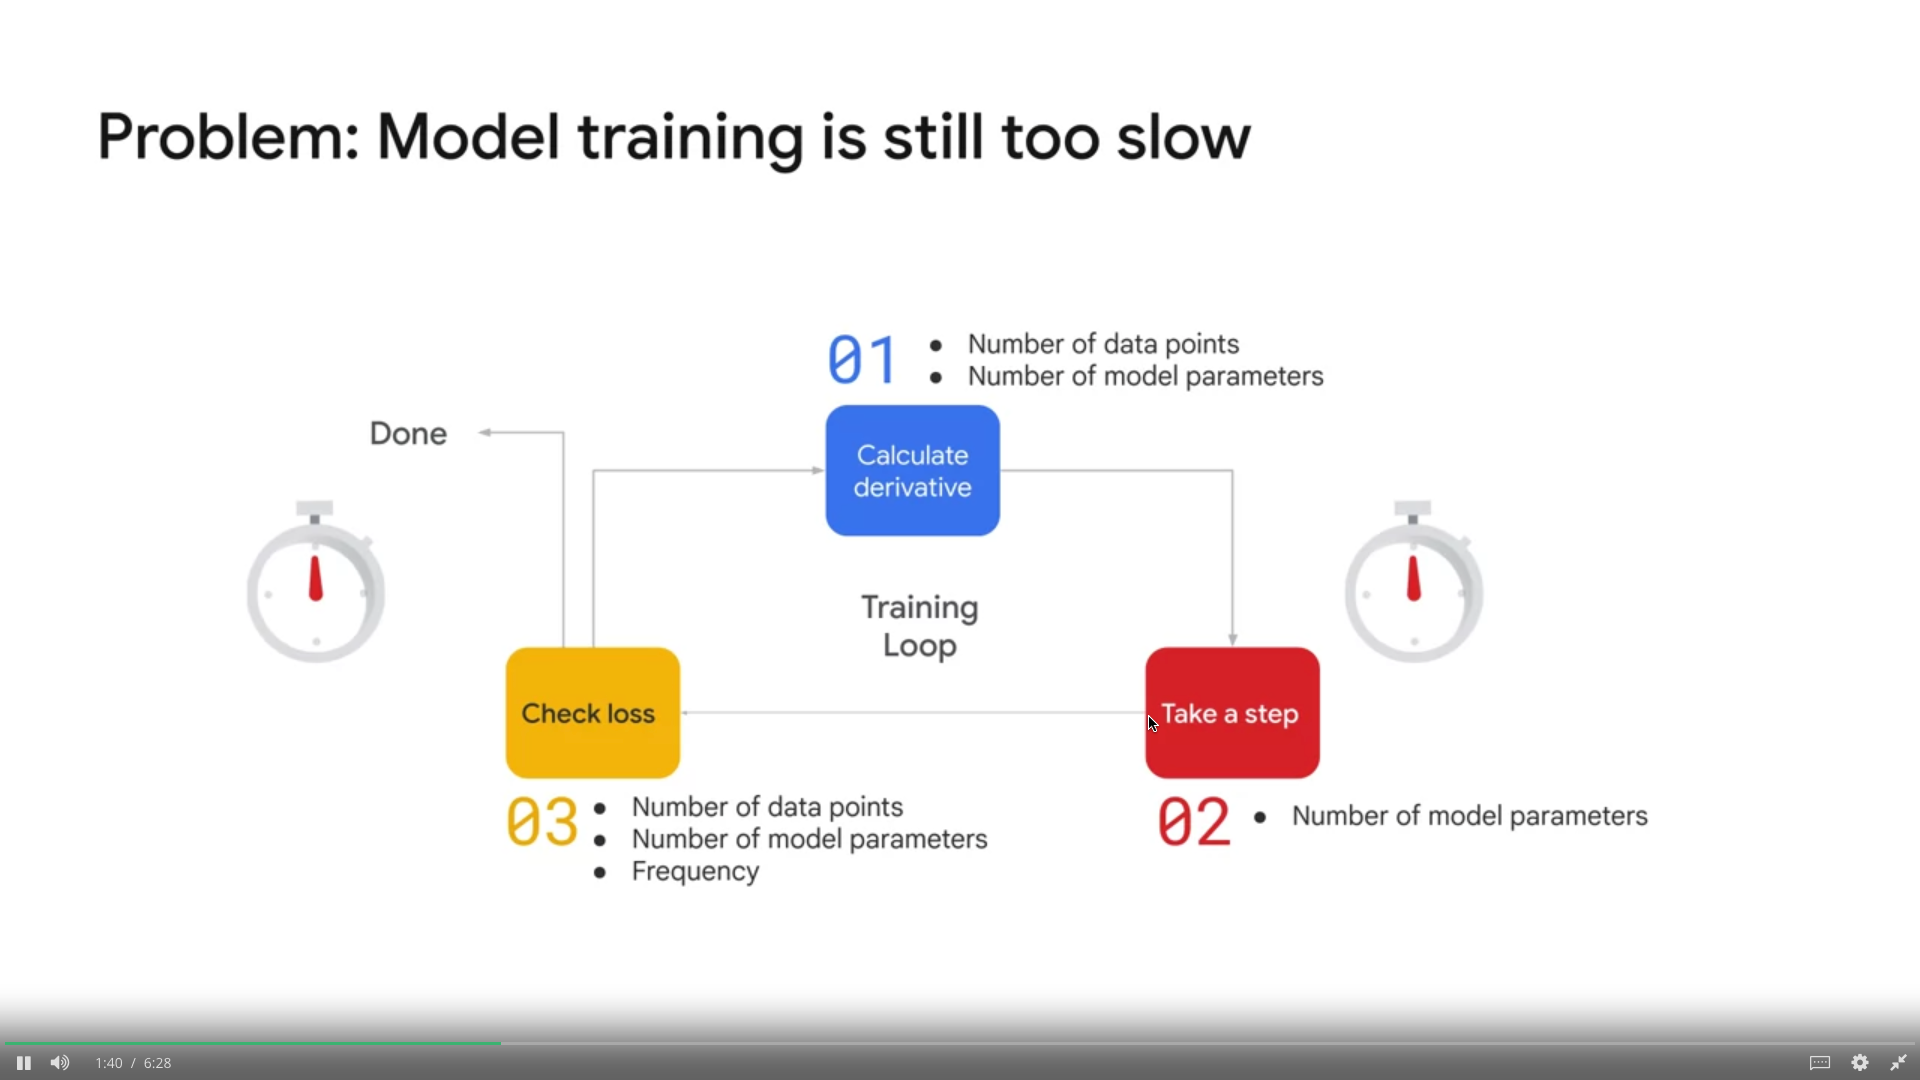 Problem: Model training is still too slow
01
● Number of data points
● Number of model parameters
Done
Calculate
derivative
Training
Loop
Check loss
Take a step
03
● Number of data points
● Number of model parameters
● Frequency
02
● Number of model parameters
1:40 / 6:28